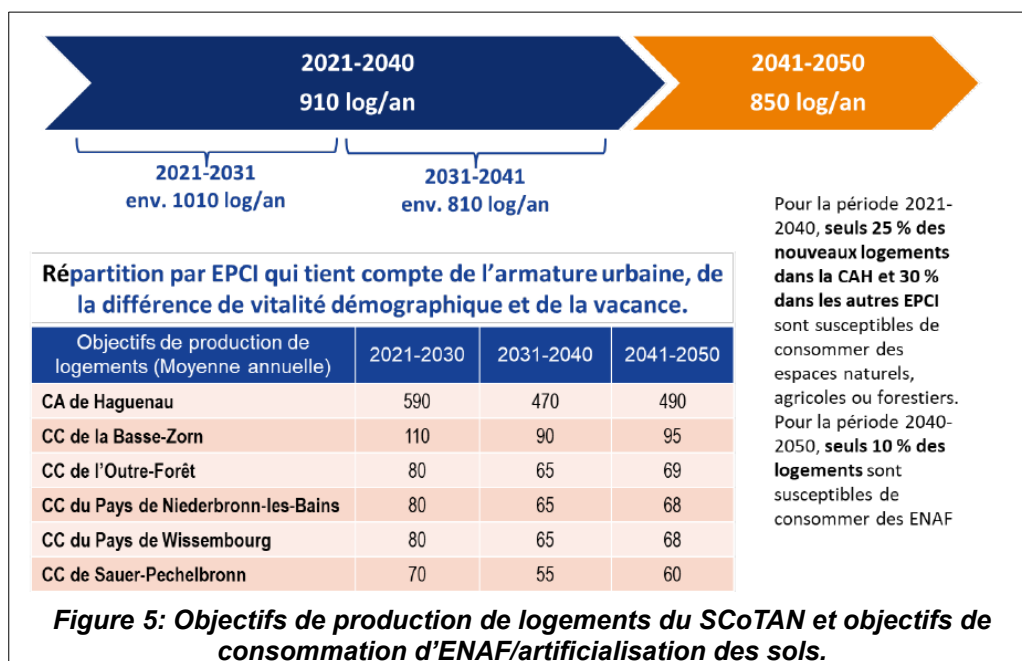 2021-2040
910 log/an
2041-2050
850 log/an
2021-2031
env. 1010 log/an
2031-2041
env. 810 log/an
Répartition par EPCI qui tient compte de l’armature urbaine, de
la différence de vitalité démographique et de la vacance.
Objectifs de production de
logements (Moyenne annuelle)
2021-2030
2031-2040
2041-2050
CA de Haguenau 590 470 490
CC de la Basse-Zorn 110 90 95
CC de l’Outre-Forêt 80 65 69
CC du Pays de Niederbronn-les-Bains 80 65 68
CC du Pays de Wissembourg 80 65 68
CC de Sauer-Pechelbronn 70 55 60
Pour la période 2021-
2040, seuls 25 % des
nouveaux logements
dans la CAH et 30 %
dans les autres EPCI
sont susceptibles de
consommer des
espaces naturels,
agricoles ou forestiers.
Pour la période 2040-
2050, seuls 10 % des
logements sont
susceptibles de
consommer des ENAF
Figure 5: Objectifs de production de logements du SCoTAN et objectifs de
consommation d’ENAF/artificialisation des sols.